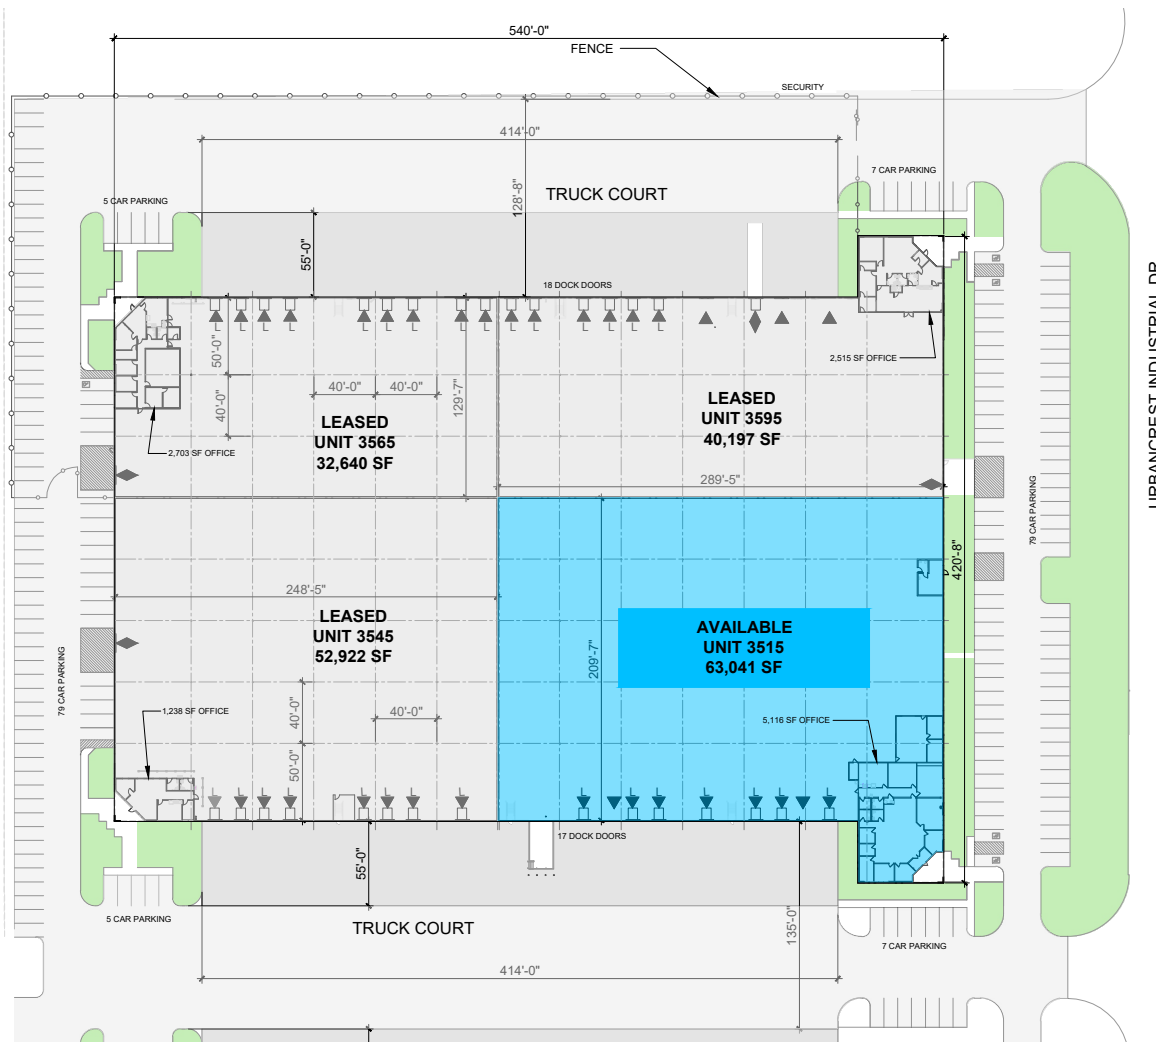 540'-0"
FENCE
SECURITY
414'-0"
7 CAR PARKING
128'-8"
TRUCK COURT
5 CAR PARKING
55'-0"
18 DOCK DOORS
URBANCREST INDUSTRIAL DR
50'-0"
2,515 SF OFFICE
40'-0"
40'-0"
129'-7"
40'-0"
LEASED
UNIT 3595
40,197 SF
LEASED
UNIT 3565
32,640 SF
2,703 SF OFFICE
289'-5"
79 CAR PARKING
420'-8"
248'-5"
LEASED
UNIT 3545
52,922 SF
AVAILABLE
UNIT 3515
63,041 SF
209'-7"
79 CAR PARKING
1,238 SF OFFICE
40'-0"
40'-0"
5,116 SF OFFICE
50'-0"
17 DOCK DOORS
55'-0"
5 CAR PARKING
TRUCK COURT
135'-0"
7 CAR PARKING
414'-0"